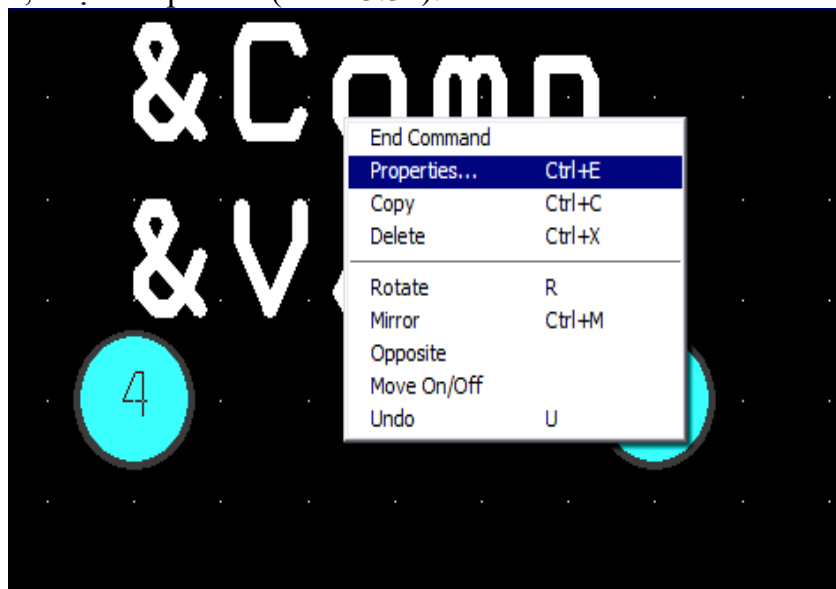 &Comp
&V
End Command
Properties... Ctrl+E
Copy Ctrl+C
Delete Ctrl+X
Rotate R
Mirror Ctrl+M
Opposite
Move On/Off
Undo U
4